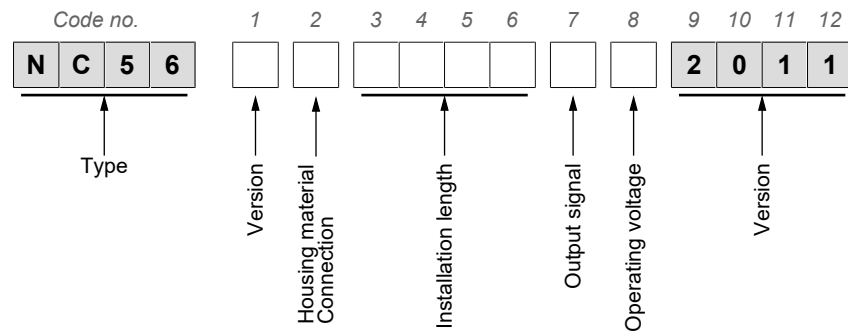 Code no. 1 2 3 4 5 6 7 8 9 10 11 12
N C 5 6 2 0 1 1
Type
Version
Housing material
Connection
Installation length
Output signal
Operating voltage
Version